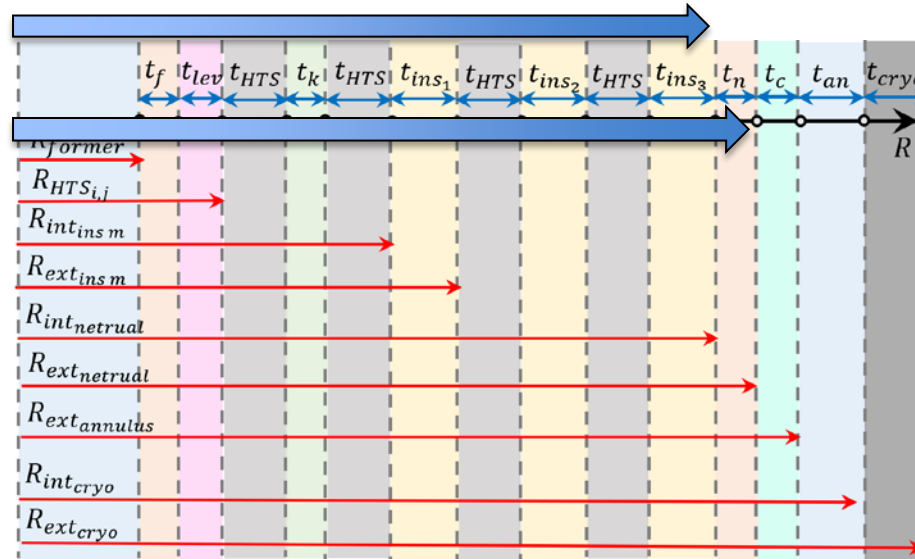 t_f t_lev t_HTS t_k t_HTS t_ins_1 t_HTS t_ins_2 t_HTS t_ins_3 t_n t_c t_an t_cryo
R
R_former
R_HTS_i,j
R_int_ins m
R_ext_ins m
R_int_netrual
R_ext_netrual
R_ext_annulus
R_int_cryo
R_ext_cryo